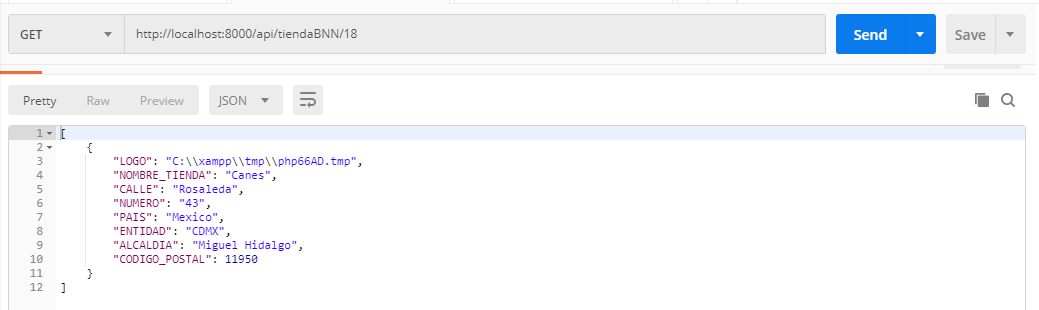 GET http://localhost:8000/api/tiendaBNN/18 Send Save
Pretty Raw Preview JSON
1 [
2 {
3 "LOGO": "C:\\xampp\\tmp\\php66AD.tmp",
4 "NOMBRE_TIENDA": "Canes",
5 "CALLE": "Rosaleda",
6 "NUMERO": "43",
7 "PAIS": "Mexico",
8 "ENTIDAD": "CDMX",
9 "ALCALDIA": "Miguel Hidalgo",
10 "CODIGO_POSTAL": 11950
11 }
12 ]